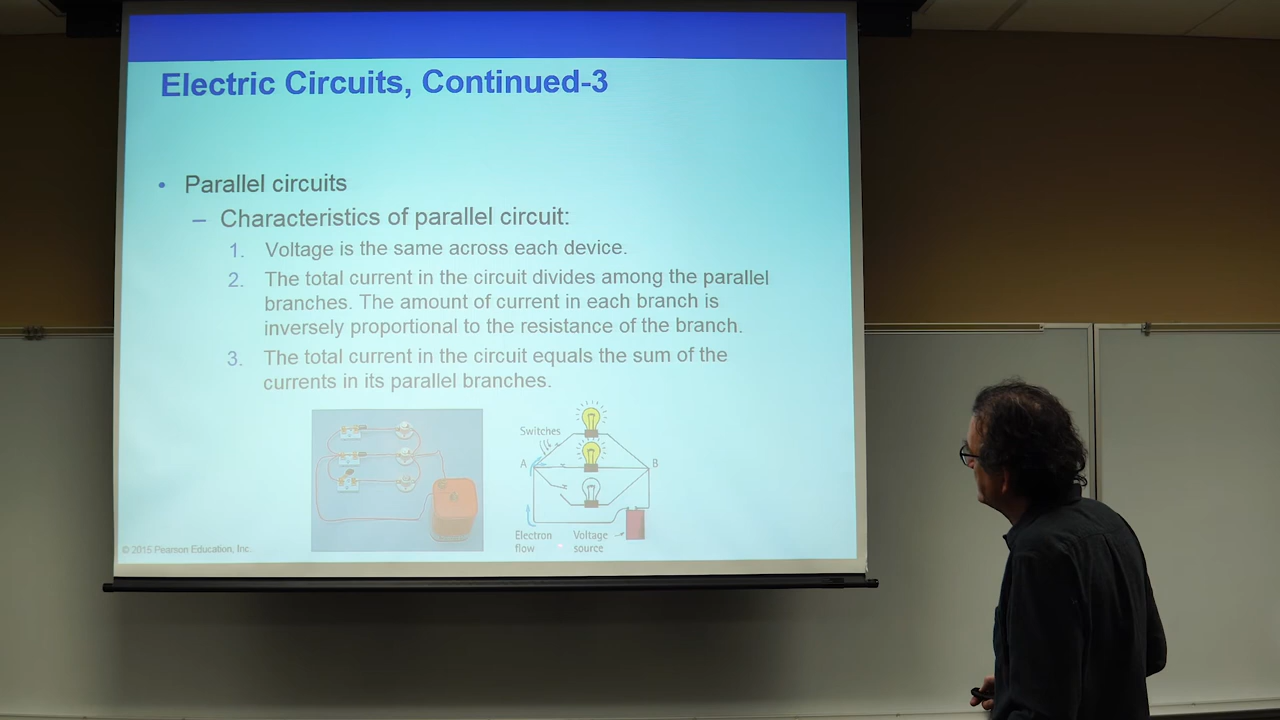 Electric Circuits, Continued-3
• Parallel circuits
– Characteristics of parallel circuit:
1. Voltage is the same across each device.
2. The total current in the circuit divides among the parallel
branches. The amount of current in each branch is
inversely proportional to the resistance of the branch.
3. The total current in the circuit equals the sum of the
currents in its parallel branches.
Switches
A
B
Electron
flow
Voltage
source
© 2015 Pearson Education, Inc.